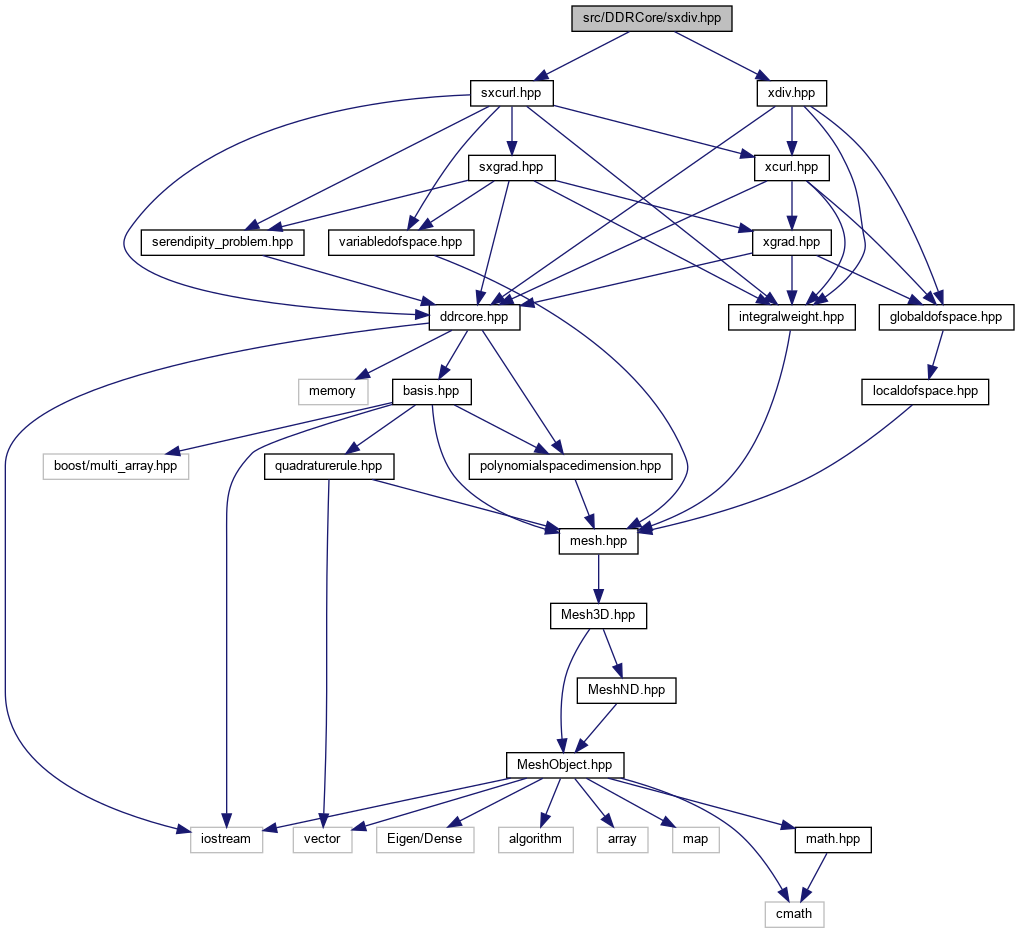 src/DDRCore/sxdiv.hpp
sxcurl.hpp
xdiv.hpp
sxgrad.hpp
xcurl.hpp
serendipity_problem.hpp
variabledofspace.hpp
xgrad.hpp
ddrcore.hpp
integralweight.hpp
globaldofspace.hpp
memory
basis.hpp
localdofspace.hpp
boost/multi_array.hpp
quadraturerule.hpp
polynomialspacedimension.hpp
mesh.hpp
Mesh3D.hpp
MeshND.hpp
MeshObject.hpp
iostream
vector
Eigen/Dense
algorithm
array
map
math.hpp
cmath